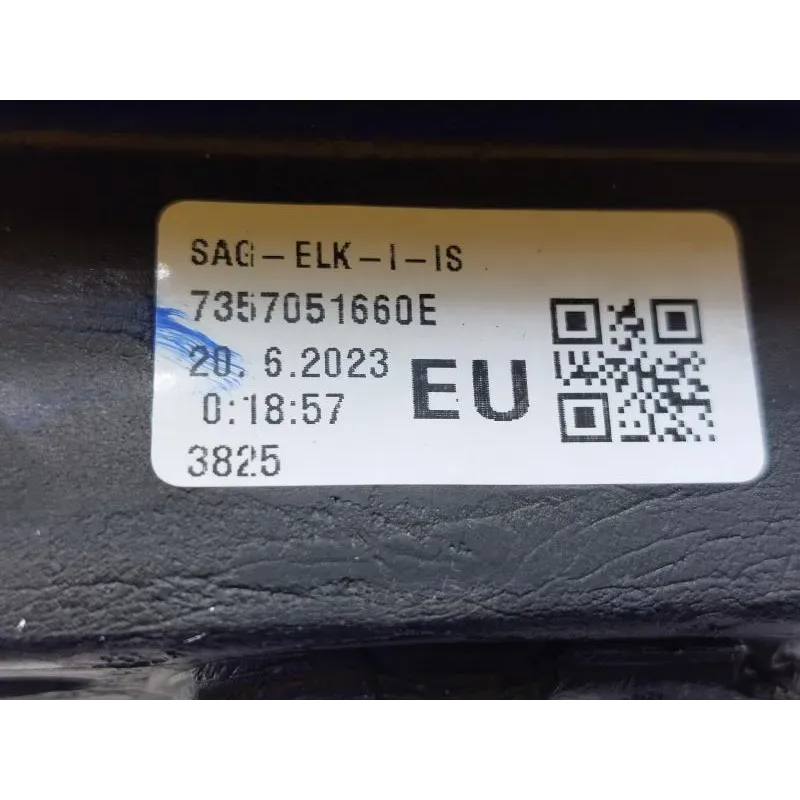 SAG-ELK-I-IS
7357051660E
20. 6.2023
0:18:57
3825
EU